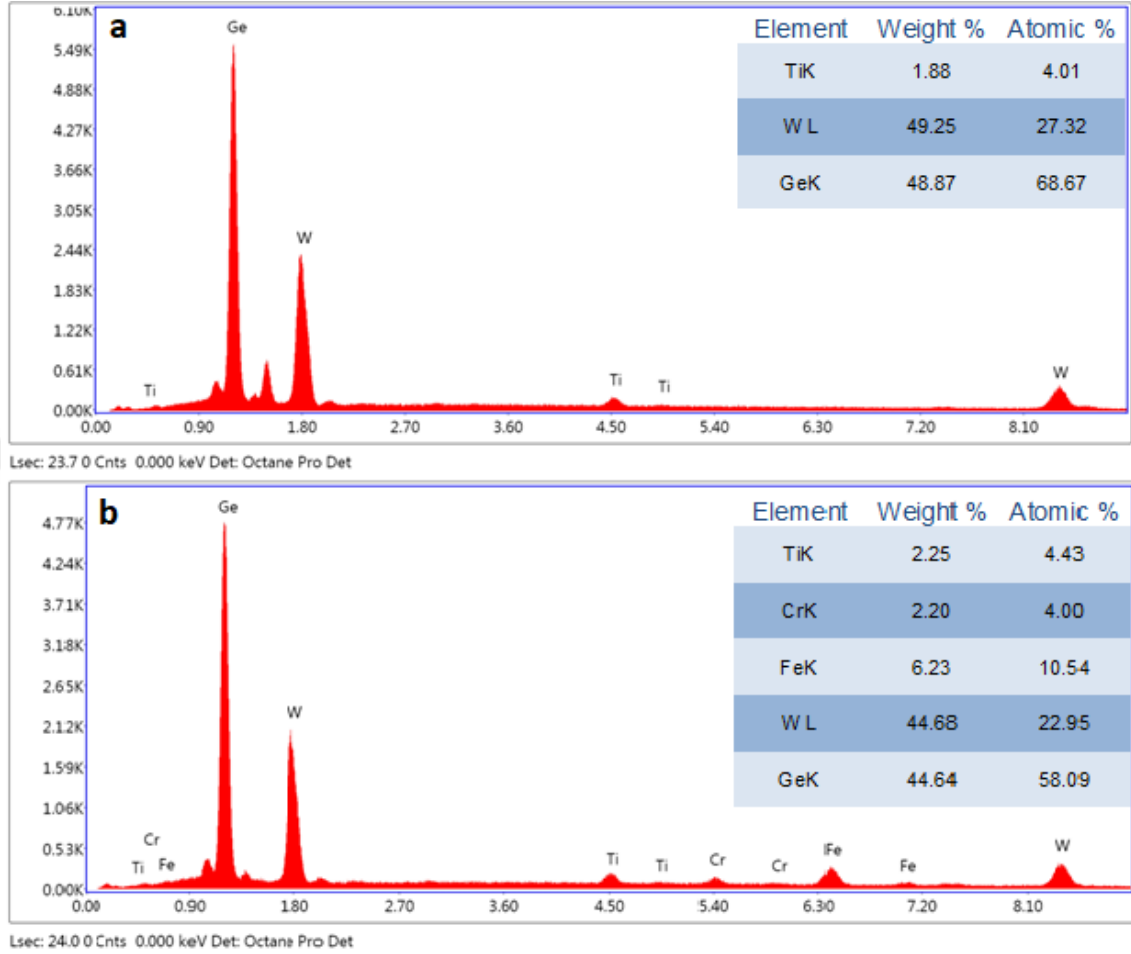 a
6.10K
5.49K
4.88K
4.27K
3.66K
3.05K
2.44K
1.83K
1.22K
0.61K
0.00K
Ge
W
Ti
Ti
Ti
W
0.00 0.90 1.80 2.70 3.60 4.50 5.40 6.30 7.20 8.10
Element Weight % Atomic %
TiK 1.88 4.01
W L 49.25 27.32
GeK 48.87 68.67
Lsec: 23.7 0 Cnts 0.000 keV Det: Octane Pro Det
b
4.77K
4.24K
3.71K
3.18K
2.65K
2.12K
1.59K
1.06K
0.53K
0.00K
Ge
W
Cr
Ti Fe
Ti
Ti
Cr
Cr
Fe
Fe
W
0.00 0.90 1.80 2.70 3.60 4.50 5.40 6.30 7.20 8.10
Element Weight % Atomic %
TiK 2.25 4.43
CrK 2.20 4.00
FeK 6.23 10.54
W L 44.68 22.95
GeK 44.64 58.09
Lsec: 24.0 0 Cnts 0.000 keV Det: Octane Pro Det